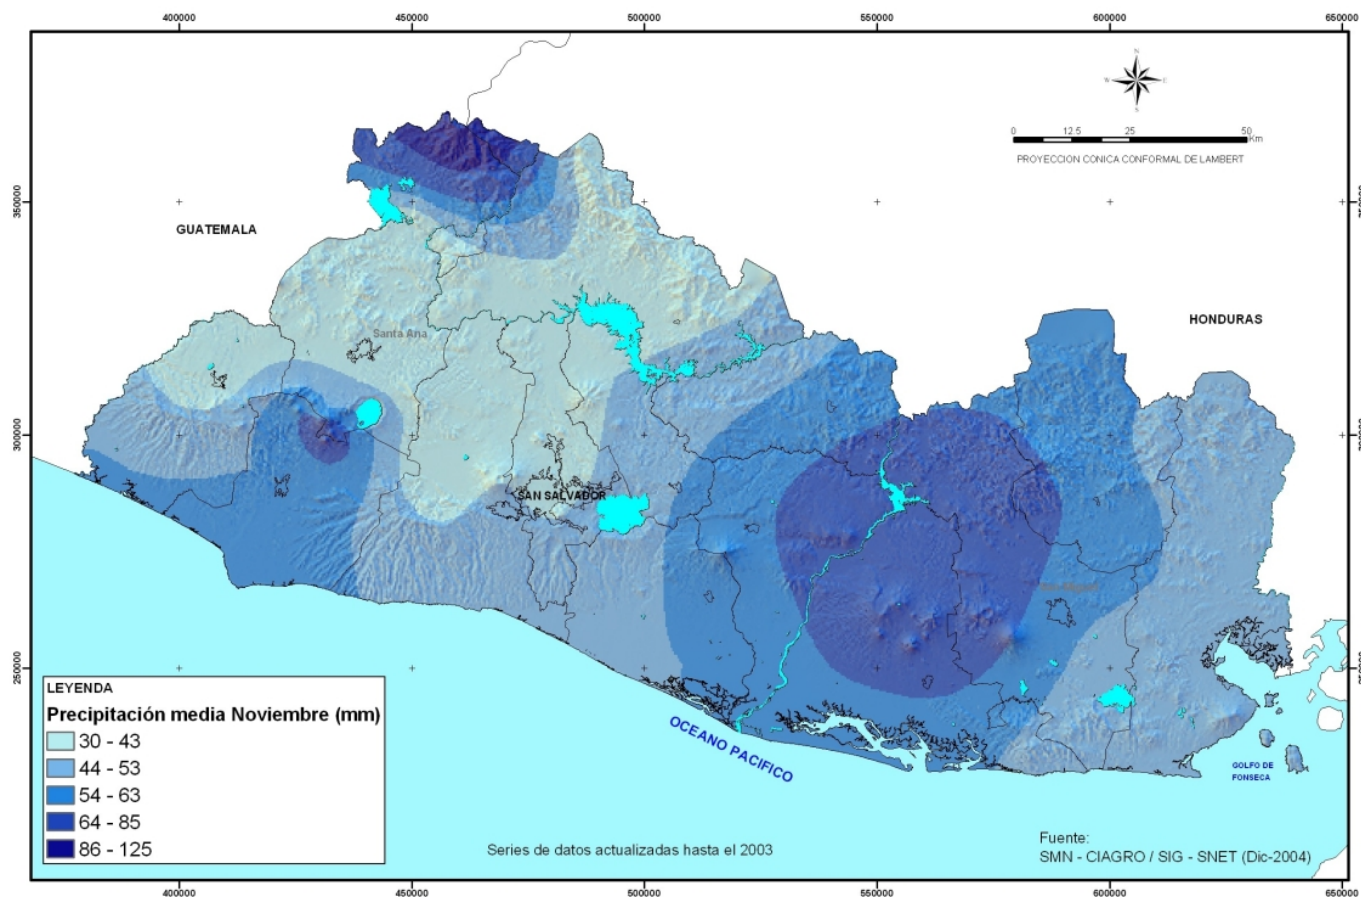 400000 450000 500000 550000 600000 650000
N
W E
S
0 12.5 25 50
Km
PROYECCION CONICA CONFORMAL DE LAMBERT
350000
GUATEMALA
HONDURAS
Santa Ana
300000
SAN SALVADOR
250000
LEYENDA
Precipitación media Noviembre (mm)
30 - 43
44 - 53
54 - 63
64 - 85
86 - 125
OCEANO PACIFICO
GOLFO DE
FONSECA
Series de datos actualizadas hasta el 2003
Fuente:
SMN - CIAGRO / SIG - SNET (Dic-2004)
400000 450000 500000 550000 600000 650000